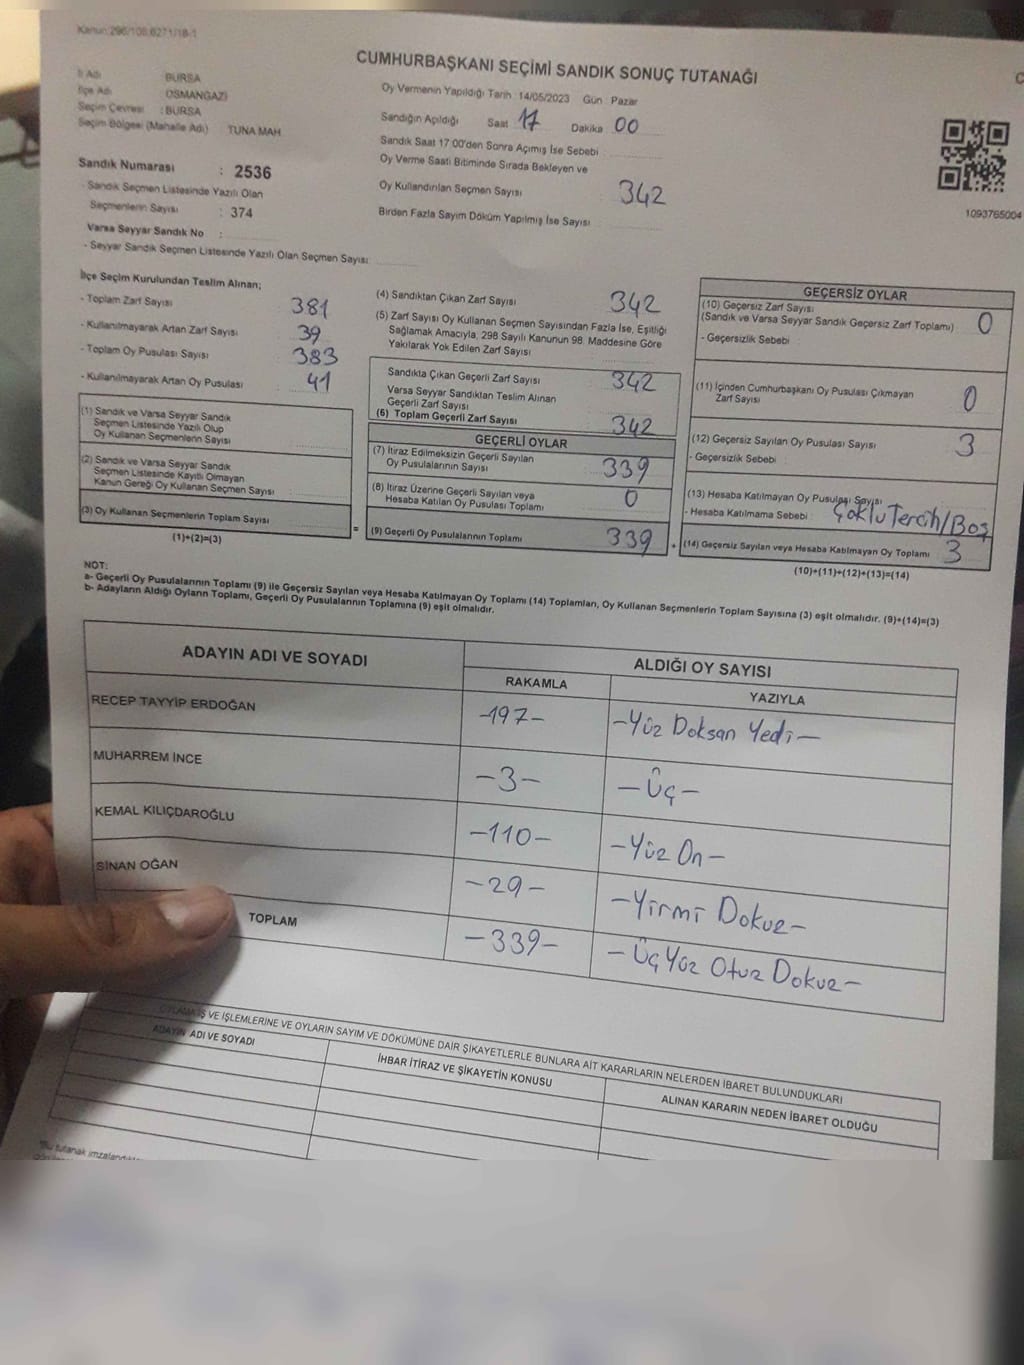 Kanun:296/108,6271/18-1
CUMHURBAŞKANI SEÇİMİ SANDIK SONUÇ TUTANAĞI
C
İl Adı : BURSA
İlçe Adı : OSMANGAZİ
Seçim Çevresi : BURSA
Seçim Bölgesi (Mahalle Adı) TUNA MAH
Sandık Numarası : 2536
- Sandık Seçmen Listesinde Yazılı Olan
Seçmenlerin Sayısı : 374
Varsa Seyyar Sandık No :
- Seyyar Sandık Seçmen Listesinde Yazılı Olan Seçmen Sayısı:
Oy Vermenin Yapıldığı Tarih :14/05/2023 Gün : Pazar
Sandığın Açıldığı Saat 17 Dakika 00
Sandık Saat 17:00'den Sonra Açımış İse Sebebi :
Oy Verme Saati Bitiminde Sırada Bekleyen ve
Oy Kullandırılan Seçmen Sayısı 342
Birden Fazla Sayım Döküm Yapılmış İse Sayısı :
1093765004
İlçe Seçim Kurulundan Teslim Alınan;
- Toplam Zarf Sayısı 381
- Kullanılmayarak Artan Zarf Sayısı 39
- Toplam Oy Pusulası Sayısı 383
- Kullanılmayarak Artan Oy Pusulası 41
(1) Sandık ve Varsa Seyyar Sandık
Seçmen Listesinde Yazılı Olup
Oy Kullanan Seçmenlerin Sayısı
(2) Sandık ve Varsa Seyyar Sandık
Seçmen Listesinde Kayıtlı Olmayan
Kanun Gereği Oy Kullanan Seçmen Sayısı
(3) Oy Kullanan Seçmenlerin Toplam Sayısı
(1)+(2)=(3)
=
(4) Sandıktan Çıkan Zarf Sayısı 342
(5) Zarf Sayısı Oy Kullanan Seçmen Sayısından Fazla İse, Eşitliği
Sağlamak Amacıyla, 298 Sayılı Kanunun 98. Maddesine Göre
Yakılarak Yok Edilen Zarf Sayısı
Sandıkta Çıkan Geçerli Zarf Sayısı 342
Varsa Seyyar Sandıktan Teslim Alınan
Geçerli Zarf Sayısı
(6) Toplam Geçerli Zarf Sayısı 342
GEÇERLİ OYLAR
(7) İtiraz Edilmeksizin Geçerli Sayılan
Oy Pusulalarının Sayısı 339
(8) İtiraz Üzerine Geçerli Sayılan veya
Hesaba Katılan Oy Pusulası Toplamı 0
(9) Geçerli Oy Pusulalarının Toplamı 339
+
GEÇERSİZ OYLAR
(10) Geçersiz Zarf Sayısı
(Sandık ve Varsa Seyyar Sandık Geçersiz Zarf Toplamı) 0
- Geçersizlik Sebebi :
(11) İçinden Cumhurbaşkanı Oy Pusulası Çıkmayan
Zarf Sayısı 0
(12) Geçersiz Sayılan Oy Pusulası Sayısı 3
- Geçersizlik Sebebi :
(13) Hesaba Katılmayan Oy Pusulası Sayısı
- Hesaba Katılmama Sebebi : Çoklu Tercih/Boş
(14) Geçersiz Sayılan veya Hesaba Katılmayan Oy Toplamı 3
(10)+(11)+(12)+(13)=(14)
NOT:
a- Geçerli Oy Pusulalarının Toplamı (9) ile Geçersiz Sayılan veya Hesaba Katılmayan Oy Toplamı (14) Toplamları, Oy Kullanan Seçmenlerin Toplam Sayısına (3) eşit olmalıdır. (9)+(14)=(3)
b- Adayların Aldığı Oyların Toplamı, Geçerli Oy Pusulalarının Toplamına (9) eşit olmalıdır.
ADAYIN ADI VE SOYADI
ALDIĞI OY SAYISI
RAKAMLA YAZIYLA
RECEP TAYYİP ERDOĞAN -197- -Yüz Doksan Yedi-
MUHARREM İNCE -3- -Üç-
KEMAL KILIÇDAROĞLU -110- -Yüz On-
SİNAN OĞAN -29- -Yirmi Dokuz-
TOPLAM -339- -Üç Yüz Otuz Dokuz-
OYLAMA İŞ VE İŞLEMLERİNE VE OYLARIN SAYIM VE DÖKÜMÜNE DAİR ŞİKAYETLERLE BUNLARA AİT KARARLARIN NELERDEN İBARET BULUNDUKLARI
ADAYIN ADI VE SOYADI
İHBAR İTİRAZ VE ŞİKAYETİN KONUSU
ALINAN KARARIN NEDEN İBARET OLDUĞU
"Bu tutanak